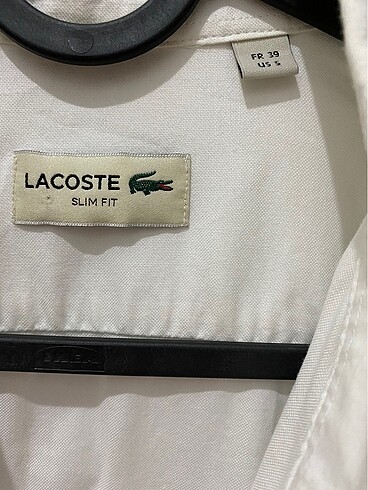 FR 39
US S
LACOSTE
SLIM FIT